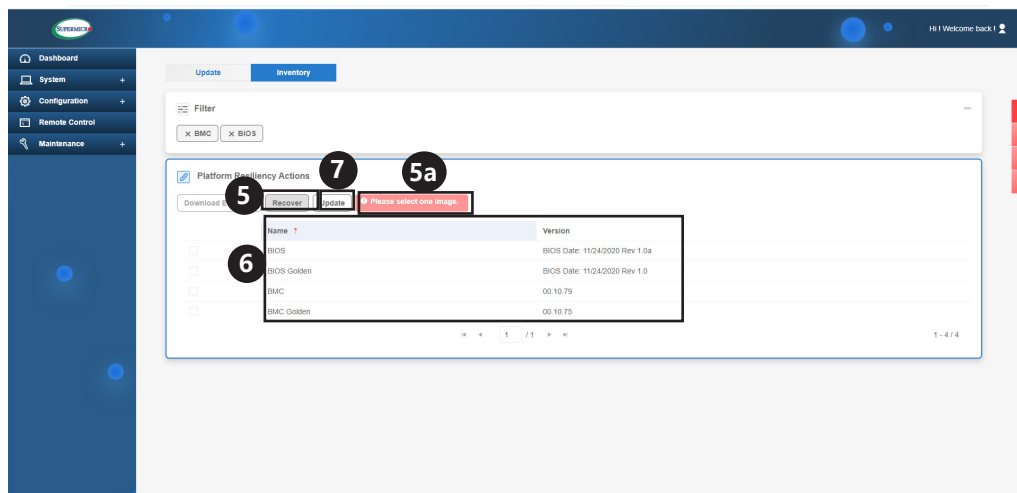 SUPERMICR
Hi ! Welcome back !
Dashboard
System +
Configuration +
Remote Control
Maintenance +
Update Inventory
Filter
× BMC × BIOS
7
5a
Platform Resiliency Actions
5
Download Recover Update Please select one image.
Name ↑ Version
BIOS BIOS Date: 11/24/2020 Rev 1.0a
6
BIOS Golden BIOS Date: 11/24/2020 Rev 1.0
BMC 00.10.79
BMC Golden 00.10.75
1 / 1
1 - 4 / 4